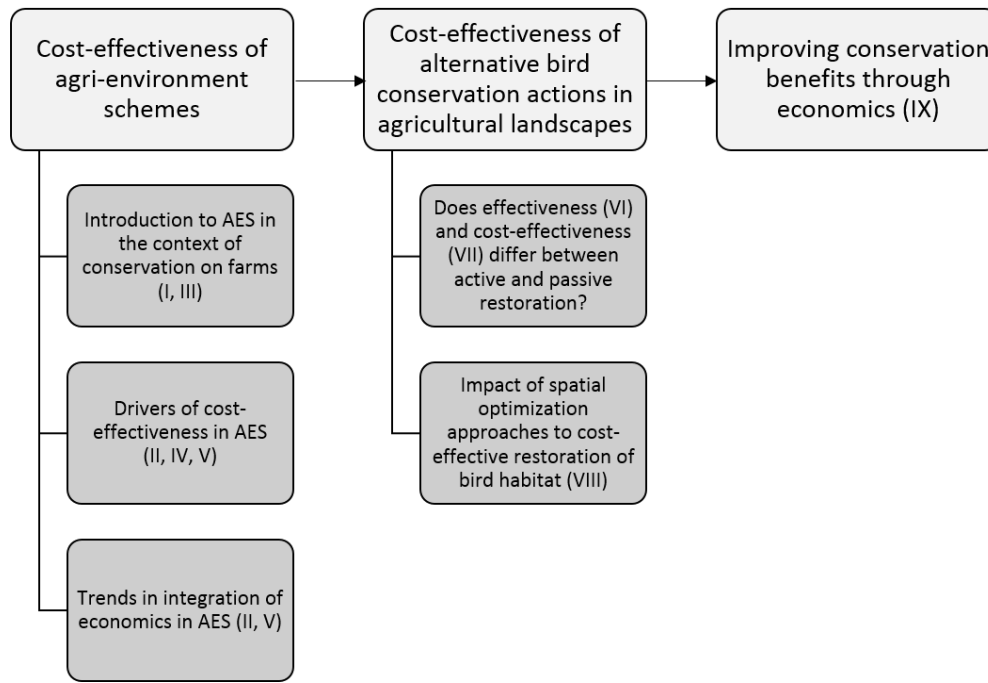 Cost-effectiveness of
agri-environment
schemes
Cost-effectiveness of
alternative bird
conservation actions in
agricultural landscapes
Improving conservation
benefits through
economics (IX)
Introduction to AES in
the context of
conservation on farms
(I, III)
Drivers of cost-
effectiveness in AES
(II, IV, V)
Trends in integration of
economics in AES (II, V)
Does effectiveness (VI)
and cost-effectiveness
(VII) differ between
active and passive
restoration?
Impact of spatial
optimization
approaches to cost-
effective restoration of
bird habitat (VIII)